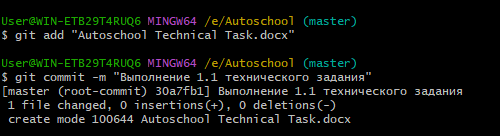 User@WIN-ETB29T4RUQ6 MINGW64 /e/Autoschool (master)
$ git add "Autoschool Technical Task.docx"
User@WIN-ETB29T4RUQ6 MINGW64 /e/Autoschool (master)
$ git commit -m "Выполнение 1.1 технического задания"
[master (root-commit) 30a7fb1] Выполнение 1.1 технического задания
1 file changed, 0 insertions(+), 0 deletions(-)
create mode 100644 Autoschool Technical Task.docx